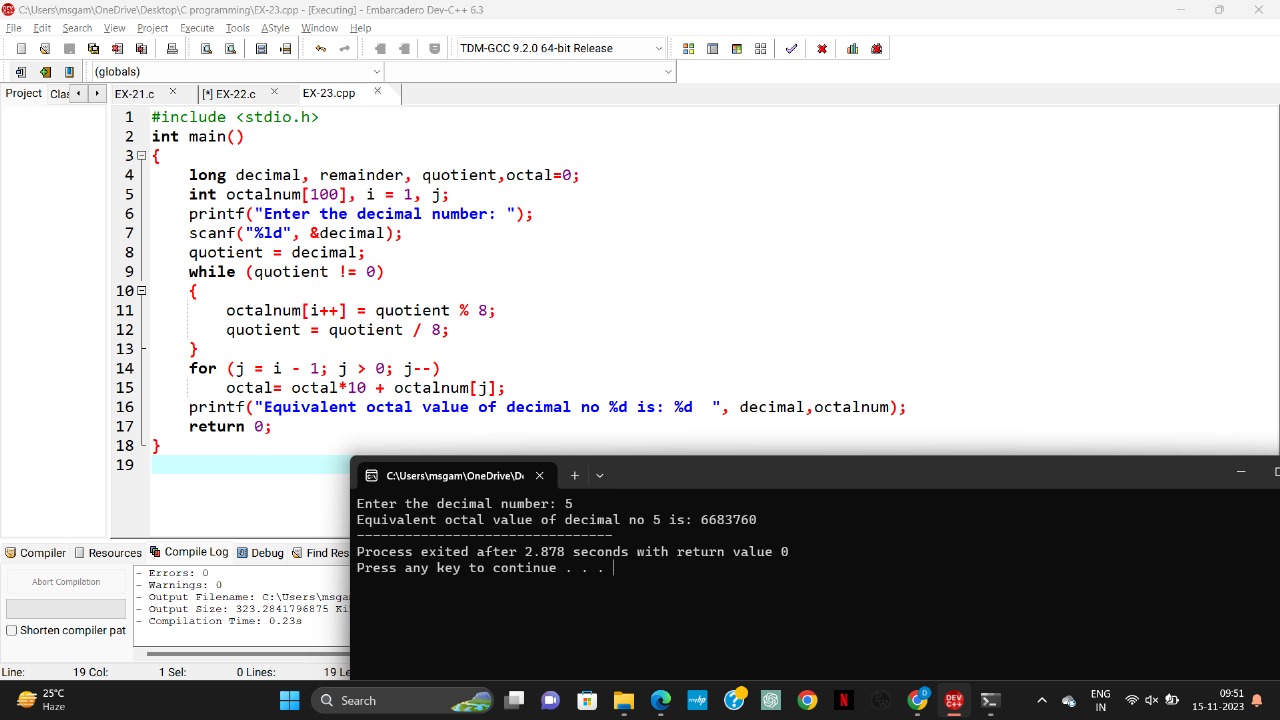 C:\Users\msgam\OneDrive\Desktop\C programming\EX-23.cpp - [Executing] - Embarcadero Dev-C++ 6.3
File Edit Search View Project Execute Tools AStyle Window Help
TDM-GCC 9.2.0 64-bit Release
(globals)
Project Clas EX-21.c [*] EX-22.c EX-23.cpp
1 #include <stdio.h>
2 int main()
3 {
4 long decimal, remainder, quotient,octal=0;
5 int octalnum[100], i = 1, j;
6 printf("Enter the decimal number: ");
7 scanf("%ld", &decimal);
8 quotient = decimal;
9 while (quotient != 0)
10 {
11 octalnum[i++] = quotient % 8;
12 quotient = quotient / 8;
13 }
14 for (j = i - 1; j > 0; j--)
15 octal= octal*10 + octalnum[j];
16 printf("Equivalent octal value of decimal no %d is: %d  ", decimal,octalnum);
17 return 0;
18 }
19
C:\Users\msgam\OneDrive\De
Enter the decimal number: 5
Equivalent octal value of decimal no 5 is: 6683760
--------------------------------
Process exited after 2.878 seconds with return value 0
Press any key to continue . . .
Compiler Resources Compile Log Debug Find Res
Abort Compilation
Shorten compiler pat
- Errors: 0
- Warnings: 0
- Output Filename: C:\Users\msga
- Output Size: 323.2841796875 Ki
- Compilation Time: 0.23s
Line: 19 Col: 1 Sel: 0 Lines: 19 Le
25°C
Haze
Search
ENG
IN
09:51
15-11-2023